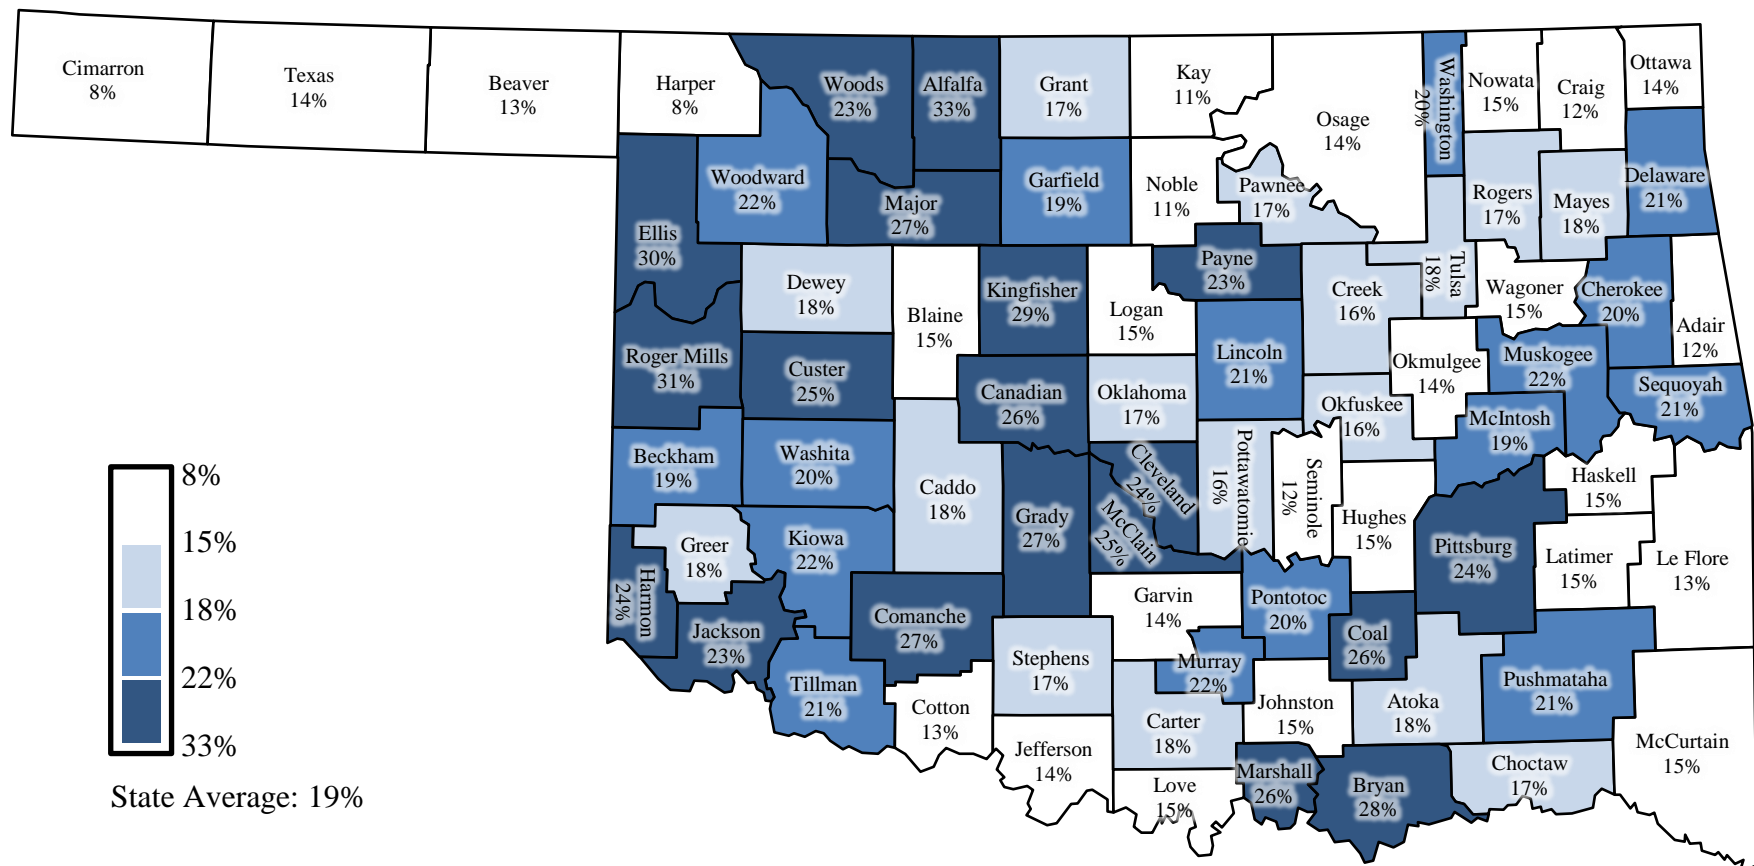 Cimarron
8%
Texas
14%
Beaver
13%
Harper
8%
Woods
23%
Alfalfa
33%
Grant
17%
Kay
11%
Osage
14%
Washington
20%
Nowata
15%
Craig
12%
Ottawa
14%
Woodward
22%
Major
27%
Garfield
19%
Noble
11%
Pawnee
17%
Rogers
17%
Mayes
18%
Delaware
21%
Ellis
30%
Dewey
18%
Blaine
15%
Kingfisher
29%
Logan
15%
Payne
23%
Creek
16%
Tulsa
18%
Wagoner
15%
Cherokee
20%
Adair
12%
Roger Mills
31%
Custer
25%
Canadian
26%
Oklahoma
17%
Lincoln
21%
Okmulgee
14%
Muskogee
22%
Sequoyah
21%
Okfuskee
16%
McIntosh
19%
Beckham
19%
Washita
20%
Caddo
18%
Grady
27%
Cleveland
24%
McClain
25%
Pottawatomie
16%
Seminole
12%
Hughes
15%
Pittsburg
24%
Haskell
15%
Latimer
15%
Le Flore
13%
Greer
18%
Kiowa
22%
Harmon
24%
Jackson
23%
Comanche
27%
Garvin
14%
Pontotoc
20%
Coal
26%
Tillman
21%
Cotton
13%
Stephens
17%
Murray
22%
Carter
18%
Johnston
15%
Atoka
18%
Pushmataha
21%
McCurtain
15%
Jefferson
14%
Love
15%
Marshall
26%
Bryan
28%
Choctaw
17%
8%
15%
18%
22%
33%
State Average: 19%